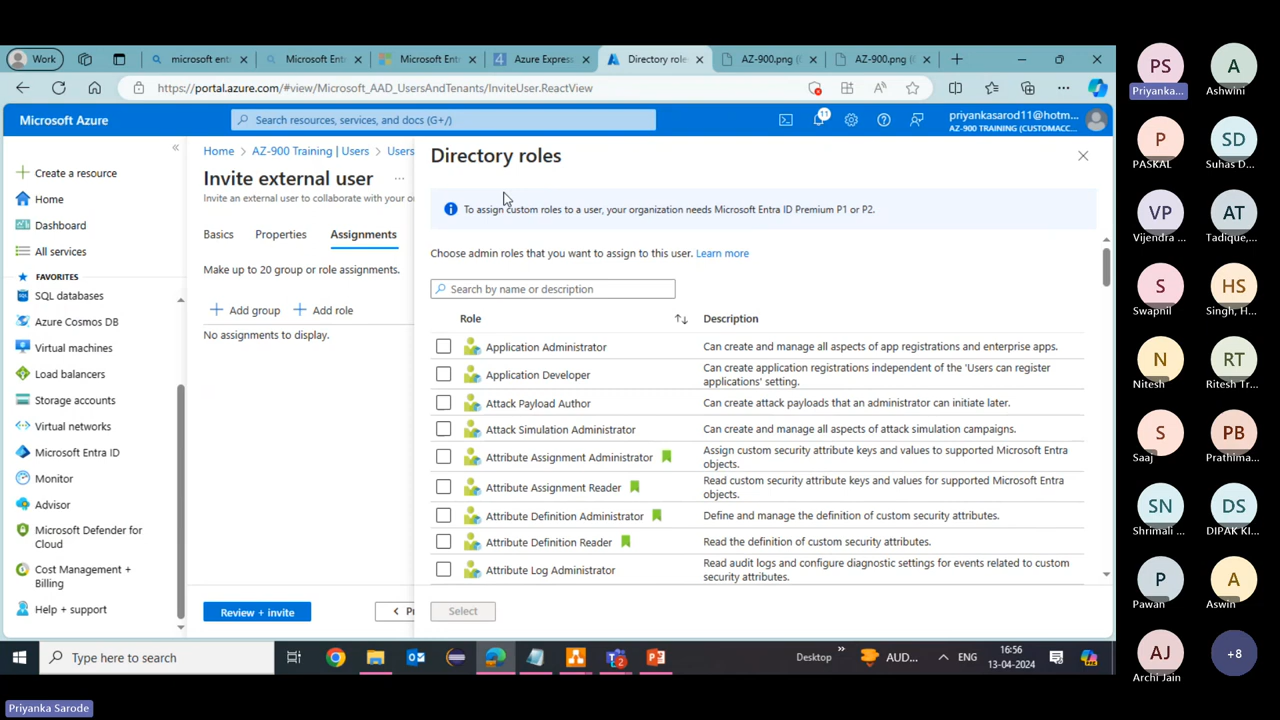 Work
microsoft ent
Microsoft Ent
Microsoft Ent
Azure Express
Directory role
AZ-900.png (
AZ-900.png (
https://portal.azure.com/#view/Microsoft_AAD_UsersAndTenants/InviteUser.ReactView
Microsoft Azure
Search resources, services, and docs (G+/)
11
priyankasarod11@hotm...
AZ-900 TRAINING (CUSTOMACC...
Create a resource
Home
Dashboard
All services
FAVORITES
SQL databases
Azure Cosmos DB
Virtual machines
Load balancers
Storage accounts
Virtual networks
Microsoft Entra ID
Monitor
Advisor
Microsoft Defender for
Cloud
Cost Management +
Billing
Help + support
Home > AZ-900 Training | Users > Users
Invite external user ...
Invite an external user to collaborate with your o
Basics Properties Assignments
Make up to 20 group or role assignments.
Add group Add role
No assignments to display.
Review + invite
< P
Directory roles
To assign custom roles to a user, your organization needs Microsoft Entra ID Premium P1 or P2.
Choose admin roles that you want to assign to this user. Learn more
Search by name or description
Role Description
Application Administrator Can create and manage all aspects of app registrations and enterprise apps.
Application Developer Can create application registrations independent of the 'Users can register
applications' setting.
Attack Payload Author Can create attack payloads that an administrator can initiate later.
Attack Simulation Administrator Can create and manage all aspects of attack simulation campaigns.
Attribute Assignment Administrator Assign custom security attribute keys and values to supported Microsoft Entra
objects.
Attribute Assignment Reader Read custom security attribute keys and values for supported Microsoft Entra
objects.
Attribute Definition Administrator Define and manage the definition of custom security attributes.
Attribute Definition Reader Read the definition of custom security attributes.
Attribute Log Administrator Read audit logs and configure diagnostic settings for events related to custom
security attributes.
Select
Type here to search
Desktop
AUD...
ENG
16:56
13-04-2024
PS
Priyanka...
A
Ashwini
P
PASKAL
SD
Suhas D...
VP
Vijendra ...
AT
Tadique,...
S
Swapnil
HS
Singh, H...
N
Nitesh
RT
Ritesh Tr...
S
Saaj
PB
Prathima...
SN
Shrimali ...
DS
DIPAK KI...
P
Pawan
A
Aswin
AJ
Archi Jain
+8
Priyanka Sarode